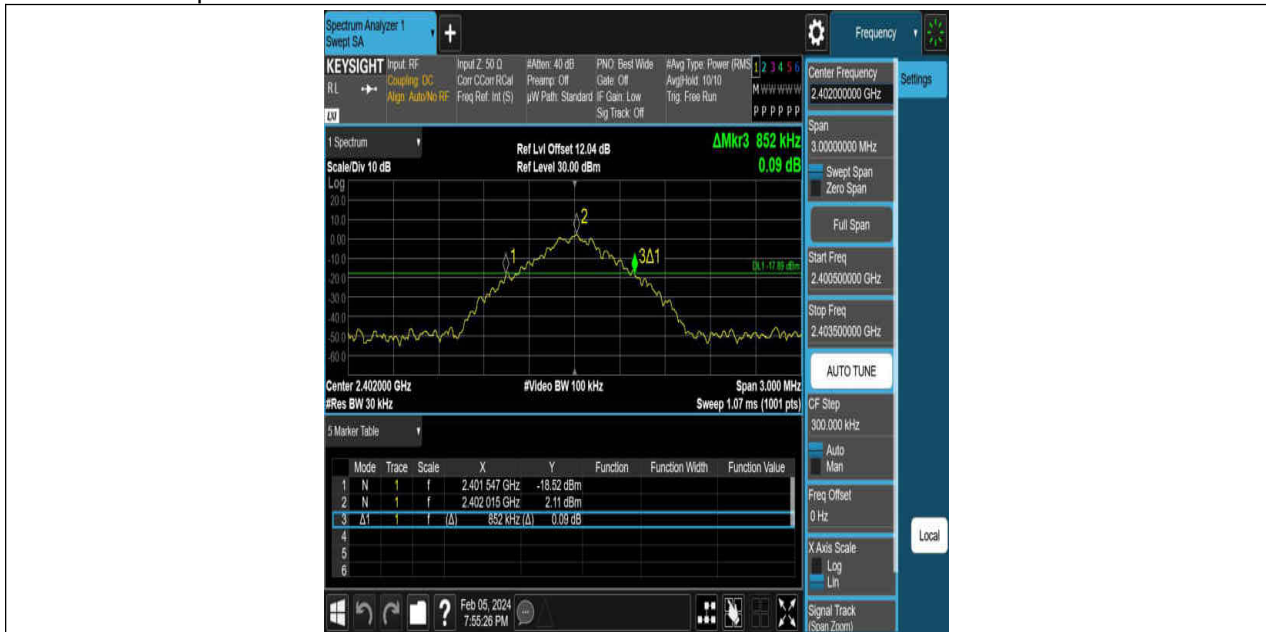 Spectrum Analyzer 1
Swept SA
+
Frequency
KEYSIGHT
RL
LXI
Input: RF
Coupling: DC
Align: Auto/No RF
Input Z: 50 Ω
Corr CCorr RCal
Freq Ref: Int (S)
#Atten: 40 dB
Preamp: Off
µW Path: Standard
PNO: Best Wide
Gate: Off
IF Gain: Low
Sig Track: Off
#Avg Type: Power (RMS
Avg|Hold: 10/10
Trig: Free Run
1 2 3 4 5 6
M W W W W W
P P P P P P
1 Spectrum
Scale/Div 10 dB
Ref Lvl Offset 12.04 dB
Ref Level 30.00 dBm
ΔMkr3 852 kHz
0.09 dB
Log
20.0
10.0
0.00
-10.0
-20.0
-30.0
-40.0
-50.0
-60.0
1
2
3Δ1
DL1 -17.89 dBm
Center 2.402000 GHz
#Video BW 100 kHz
Span 3.000 MHz
#Res BW 30 kHz
Sweep 1.07 ms (1001 pts)
5 Marker Table
Mode Trace Scale X Y Function Function Width Function Value
1 N 1 f 2.401 547 GHz -18.52 dBm
2 N 1 f 2.402 015 GHz 2.11 dBm
3 Δ1 1 f (Δ) 852 kHz (Δ) 0.09 dB
4
5
6
?
Feb 05, 2024
7:55:26 PM
Center Frequency
2.402000000 GHz
Settings
Span
3.00000000 MHz
Swept Span
Zero Span
Full Span
Start Freq
2.400500000 GHz
Stop Freq
2.403500000 GHz
AUTO TUNE
CF Step
300.000 kHz
Auto
Man
Freq Offset
0 Hz
X Axis Scale
Log
Lin
Local
Signal Track
(Span Zoom)